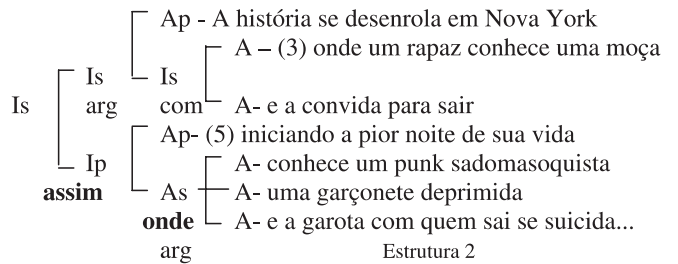 Ap - A história se desenrola em Nova York
A – (3) onde um rapaz conhece uma moça
Is Is
Is arg com A- e a convida para sair
Ap- (5) iniciando a pior noite de sua vida
Ip A- conhece um punk sadomasoquista
assim As A- uma garçonete deprimida
onde A- e a garota com quem sai se suicida...
arg Estrutura 2